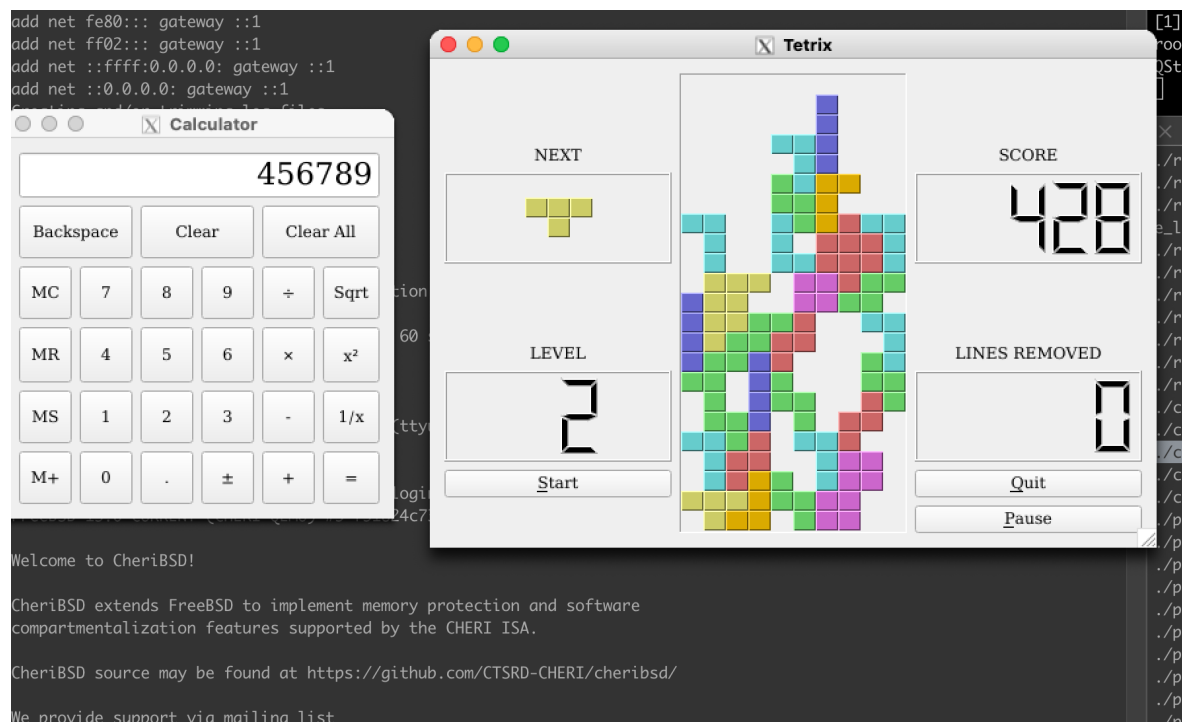 add net fe80::: gateway ::1
add net ff02::: gateway ::1
add net ::ffff:0.0.0.0: gateway ::1
add net ::0.0.0.0: gateway ::1
Calculator
456789
Backspace Clear Clear All
MC 7 8 9 ÷ Sqrt
MR 4 5 6 × x²
MS 1 2 3 - 1/x
M+ 0 . ± + =
Tetrix
NEXT
SCORE
428
LEVEL
2
LINES REMOVED
0
Start
Quit
Pause
60
Welcome to CheriBSD!
CheriBSD extends FreeBSD to implement memory protection and software
compartmentalization features supported by the CHERI ISA.
CheriBSD source may be found at https://github.com/CTSRD-CHERI/cheribsd/
We provide support via mailing list
[1]